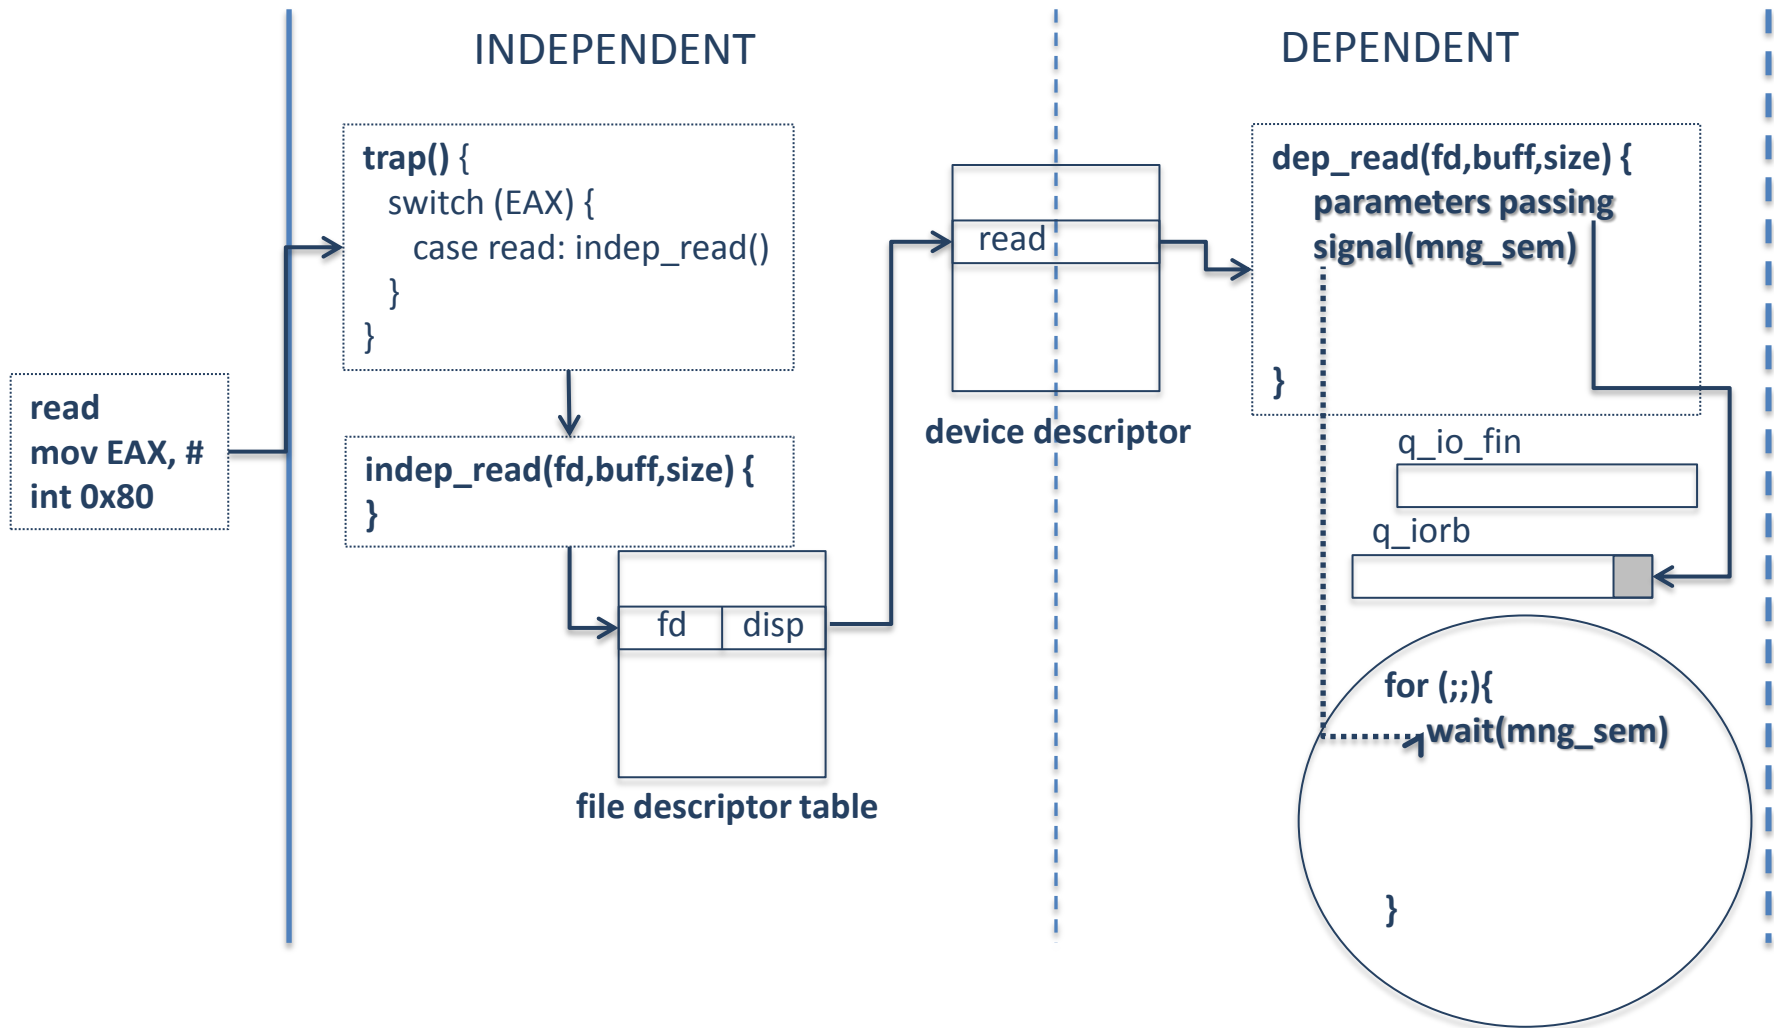 INDEPENDENT
DEPENDENT
read
mov EAX, #
int 0x80
trap() {
switch (EAX) {
case read: indep_read()
}
}
indep_read(fd,buff,size) {
}
fd disp
file descriptor table
read
device descriptor
dep_read(fd,buff,size) {
parameters passing
signal(mng_sem)
}
q_io_fin
q_iorb
for (;;){
wait(mng_sem)
}